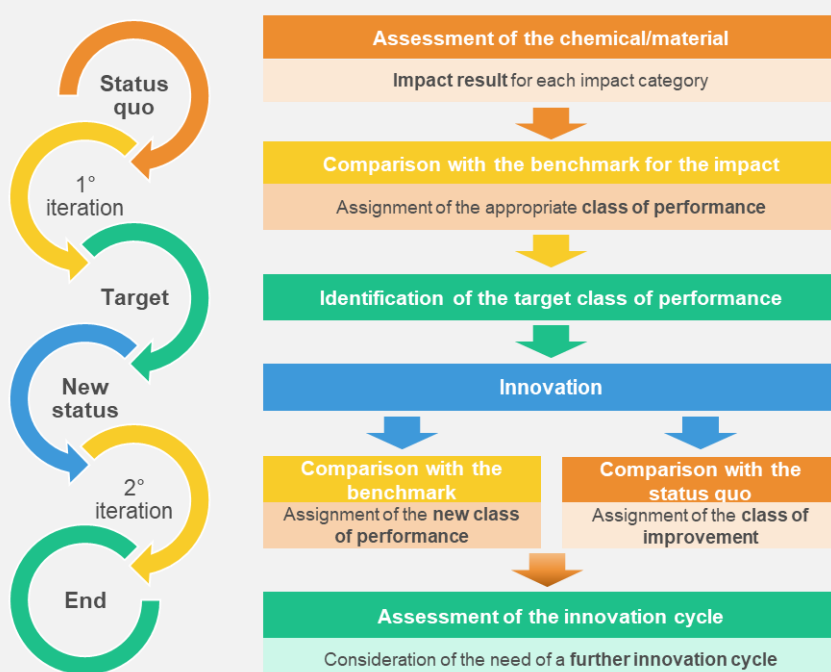 Status
quo
1°
iteration
Target
New
status
2°
iteration
End
Assessment of the chemical/material
Impact result for each impact category
Comparison with the benchmark for the impact
Assignment of the appropriate class of performance
Identification of the target class of performance
Innovation
Comparison with the
benchmark
Assignment of the new class
of performance
Comparison with the
status quo
Assignment of the class of
improvement
Assessment of the innovation cycle
Consideration of the need of a further innovation cycle